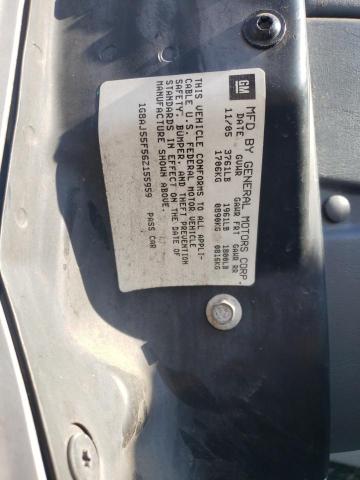 GM
MFD BY GENERAL MOTORS CORP
DATE GVWR GAWR FRT GAWR RR
11/05 3761LB 1961LB 1800LB
1706KG 0890KG 0816KG
THIS VEHICLE CONFORMS TO ALL APPLI-
CABLE U.S. FEDERAL MOTOR VEHICLE
SAFETY, BUMPER, AND THEFT PREVENTION
STANDARDS IN EFFECT ON THE DATE OF
MANUFACTURE SHOWN ABOVE.
1G8AJ55F56Z155959 PASS CAR